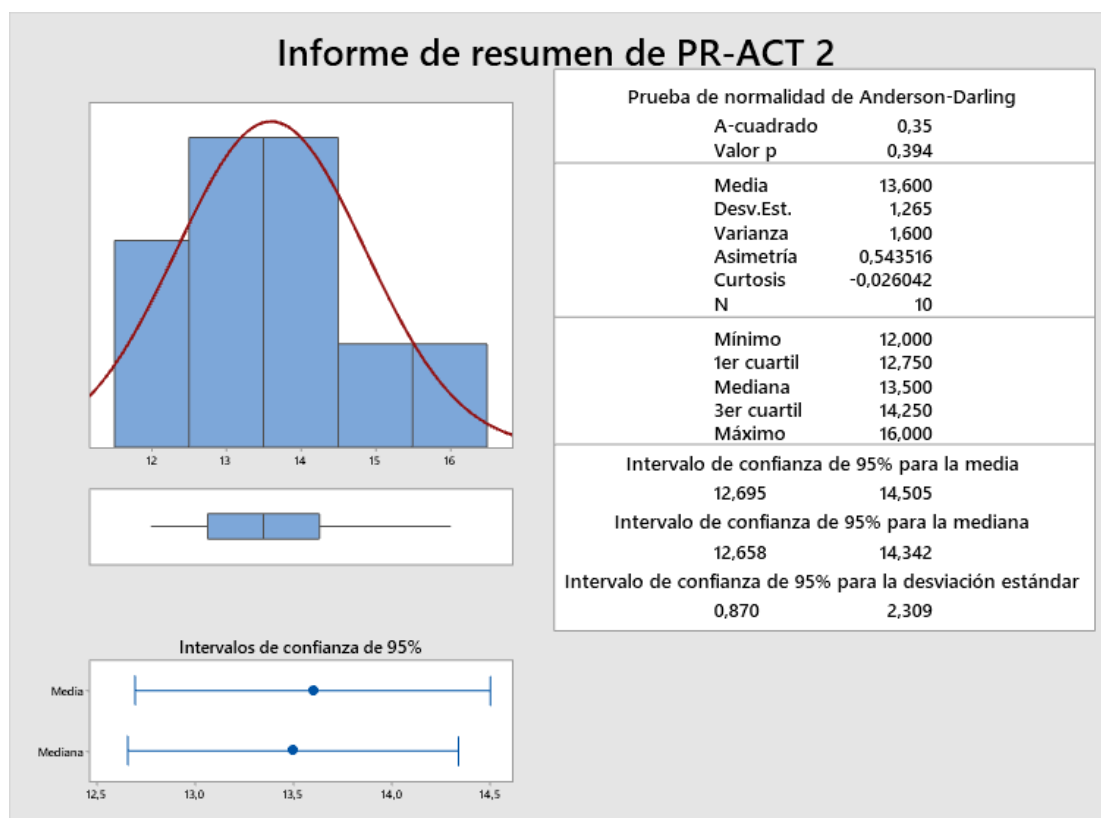 Informe de resumen de PR-ACT 2
12 13 14 15 16
Intervalos de confianza de 95%
Media
Mediana
12,5 13,0 13,5 14,0 14,5
Prueba de normalidad de Anderson-Darling
A-cuadrado 0,35
Valor p 0,394
Media 13,600
Desv.Est. 1,265
Varianza 1,600
Asimetría 0,543516
Curtosis -0,026042
N 10
Mínimo 12,000
1er cuartil 12,750
Mediana 13,500
3er cuartil 14,250
Máximo 16,000
Intervalo de confianza de 95% para la media
12,695 14,505
Intervalo de confianza de 95% para la mediana
12,658 14,342
Intervalo de confianza de 95% para la desviación estándar
0,870 2,309